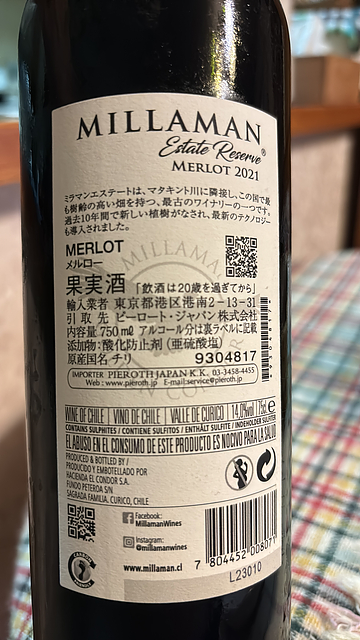 MILLAMAN®
Estate Reserve
MERLOT 2021
ミラマンエステートは、マタキント川に隣接し、この国で最
も樹齢の高い畑を持つ、最古のワイナリーの一つです。
過去10年間で新しい植樹がなされ、最新のテクノロジー
も導入されました。
MERLOT
メルロー
果実酒 「飲酒は20歳を過ぎてから」
輸入業者 東京都港区港南2-13-31
引取先 ピーロート・ジャパン株式会社
内容量 750㎖ アルコール分は裏ラベルに記載
添加物:酸化防止剤(亜硫酸塩)
原産国名 チリ 9304817
IMPORTER PIEROTH JAPAN K.K. 03-3458-4455
Web : www.pieroth.jp E-mail:service@pieroth.jp
WINE OF CHILE | VINO DE CHILE | VALLE DE CURICO | 14.0%vol | 75cl e
CONTAINS SULPHITES / CONTIENE SULFITOS / ENTHÄLT SULFITE / INDEHOLDER SULFITTER
EL ABUSO EN EL CONSUMO DE ESTE PRODUCTO ES NOCIVO PARA LA SALUD
PRODUCED & BOTTLED BY /
PRODUCIDO Y EMBOTELLADO POR
HACIENDA EL CONDOR S.A.
FUNDO PETEROA S/N
SAGRADA FAMILIA. CURICO, CHILE
Facebook:
MillamanWines
Instagram:
@millamanwines
www.millaman.cl
7 804452 008071
L23010